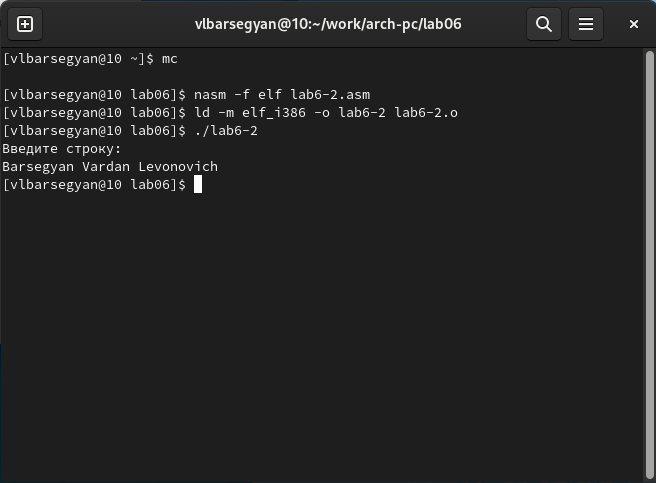 vlbarsegyan@10:~/work/arch-pc/lab06
[vlbarsegyan@10 ~]$ mc
[vlbarsegyan@10 lab06]$ nasm -f elf lab6-2.asm
[vlbarsegyan@10 lab06]$ ld -m elf_i386 -o lab6-2 lab6-2.o
[vlbarsegyan@10 lab06]$ ./lab6-2
Введите строку:
Barsegyan Vardan Levonovich
[vlbarsegyan@10 lab06]$